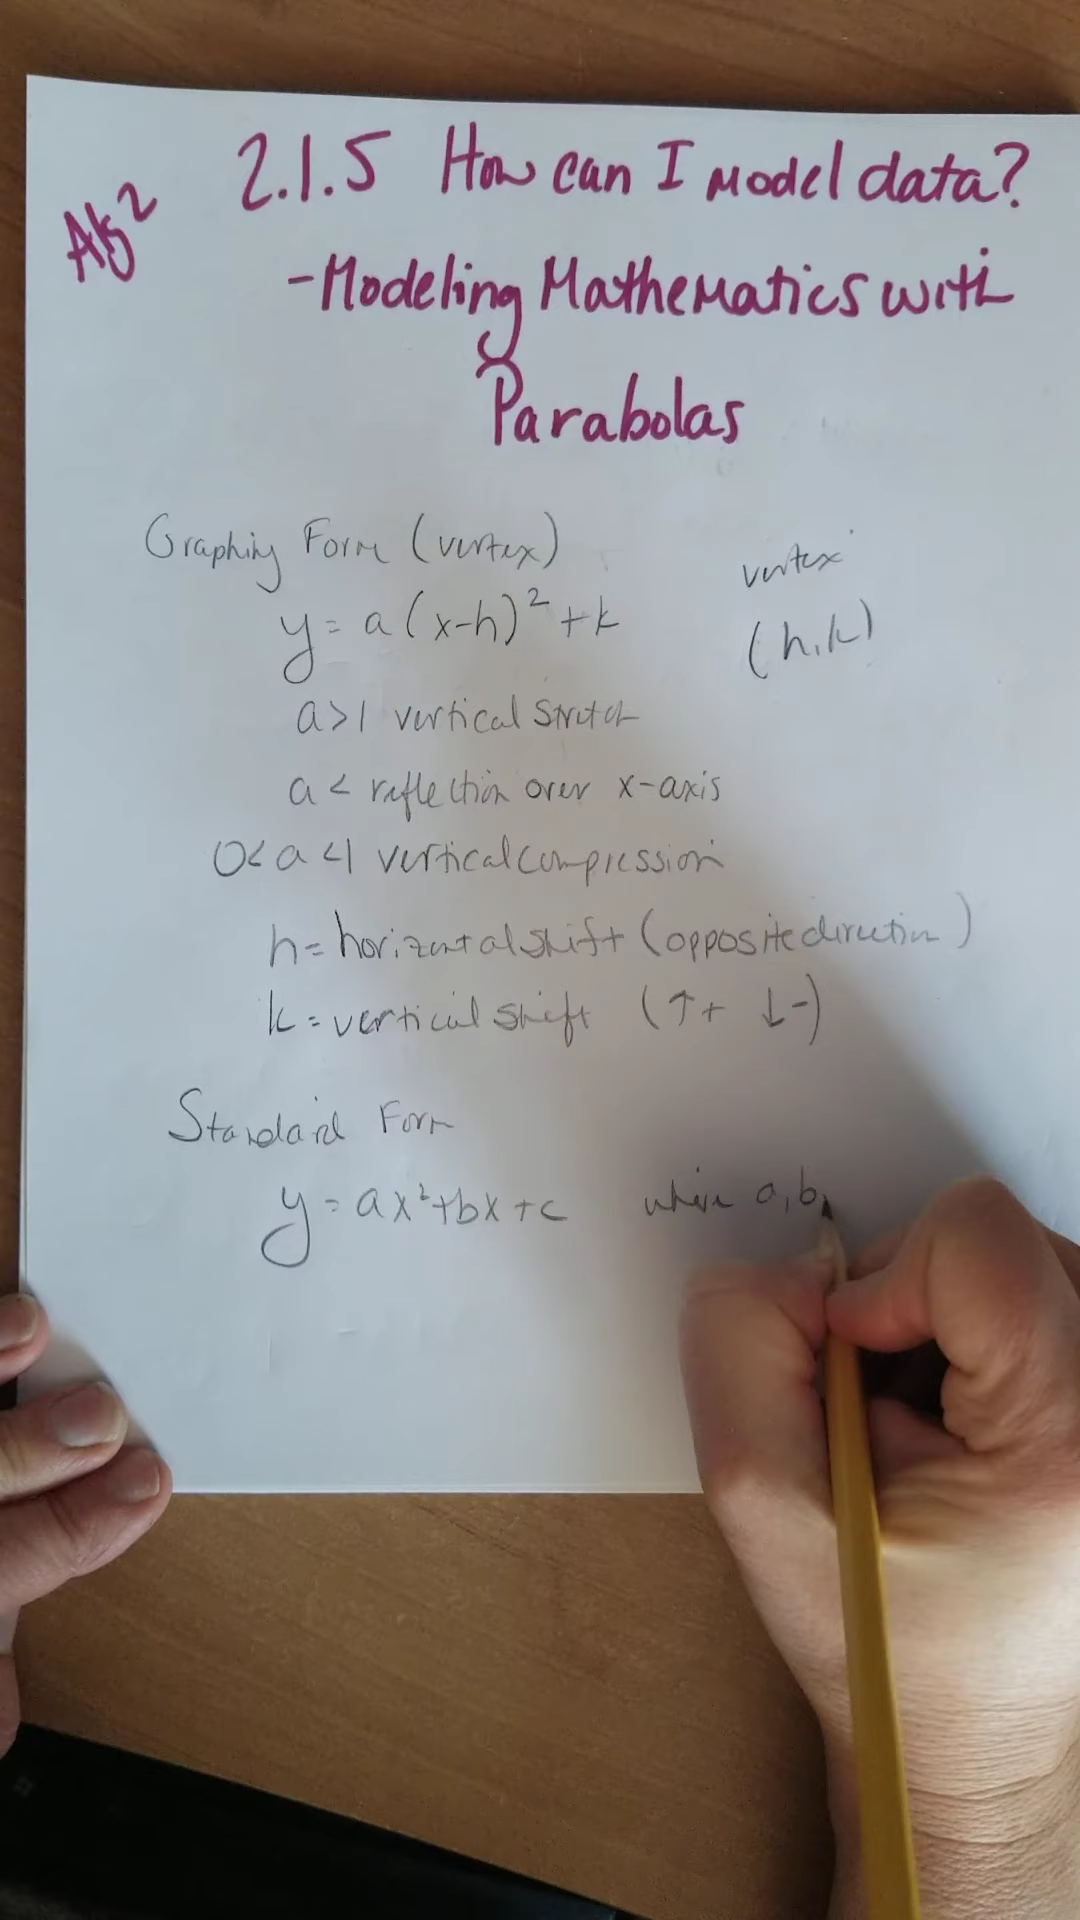 Alg 2
2.1.5 How can I model data?
-Modeling Mathematics with
Parabolas
Graphing Form (vertex)
vertex
y = a(x-h)² + k
(h,k)
a>1 vertical stretch
a< reflection over x-axis
0<a<1 vertical compression
h= horizontal shift (opposite direction)
k = vertical shift (↑+ ↓-)
Standard Form
y = ax²+bx+c where a, b,